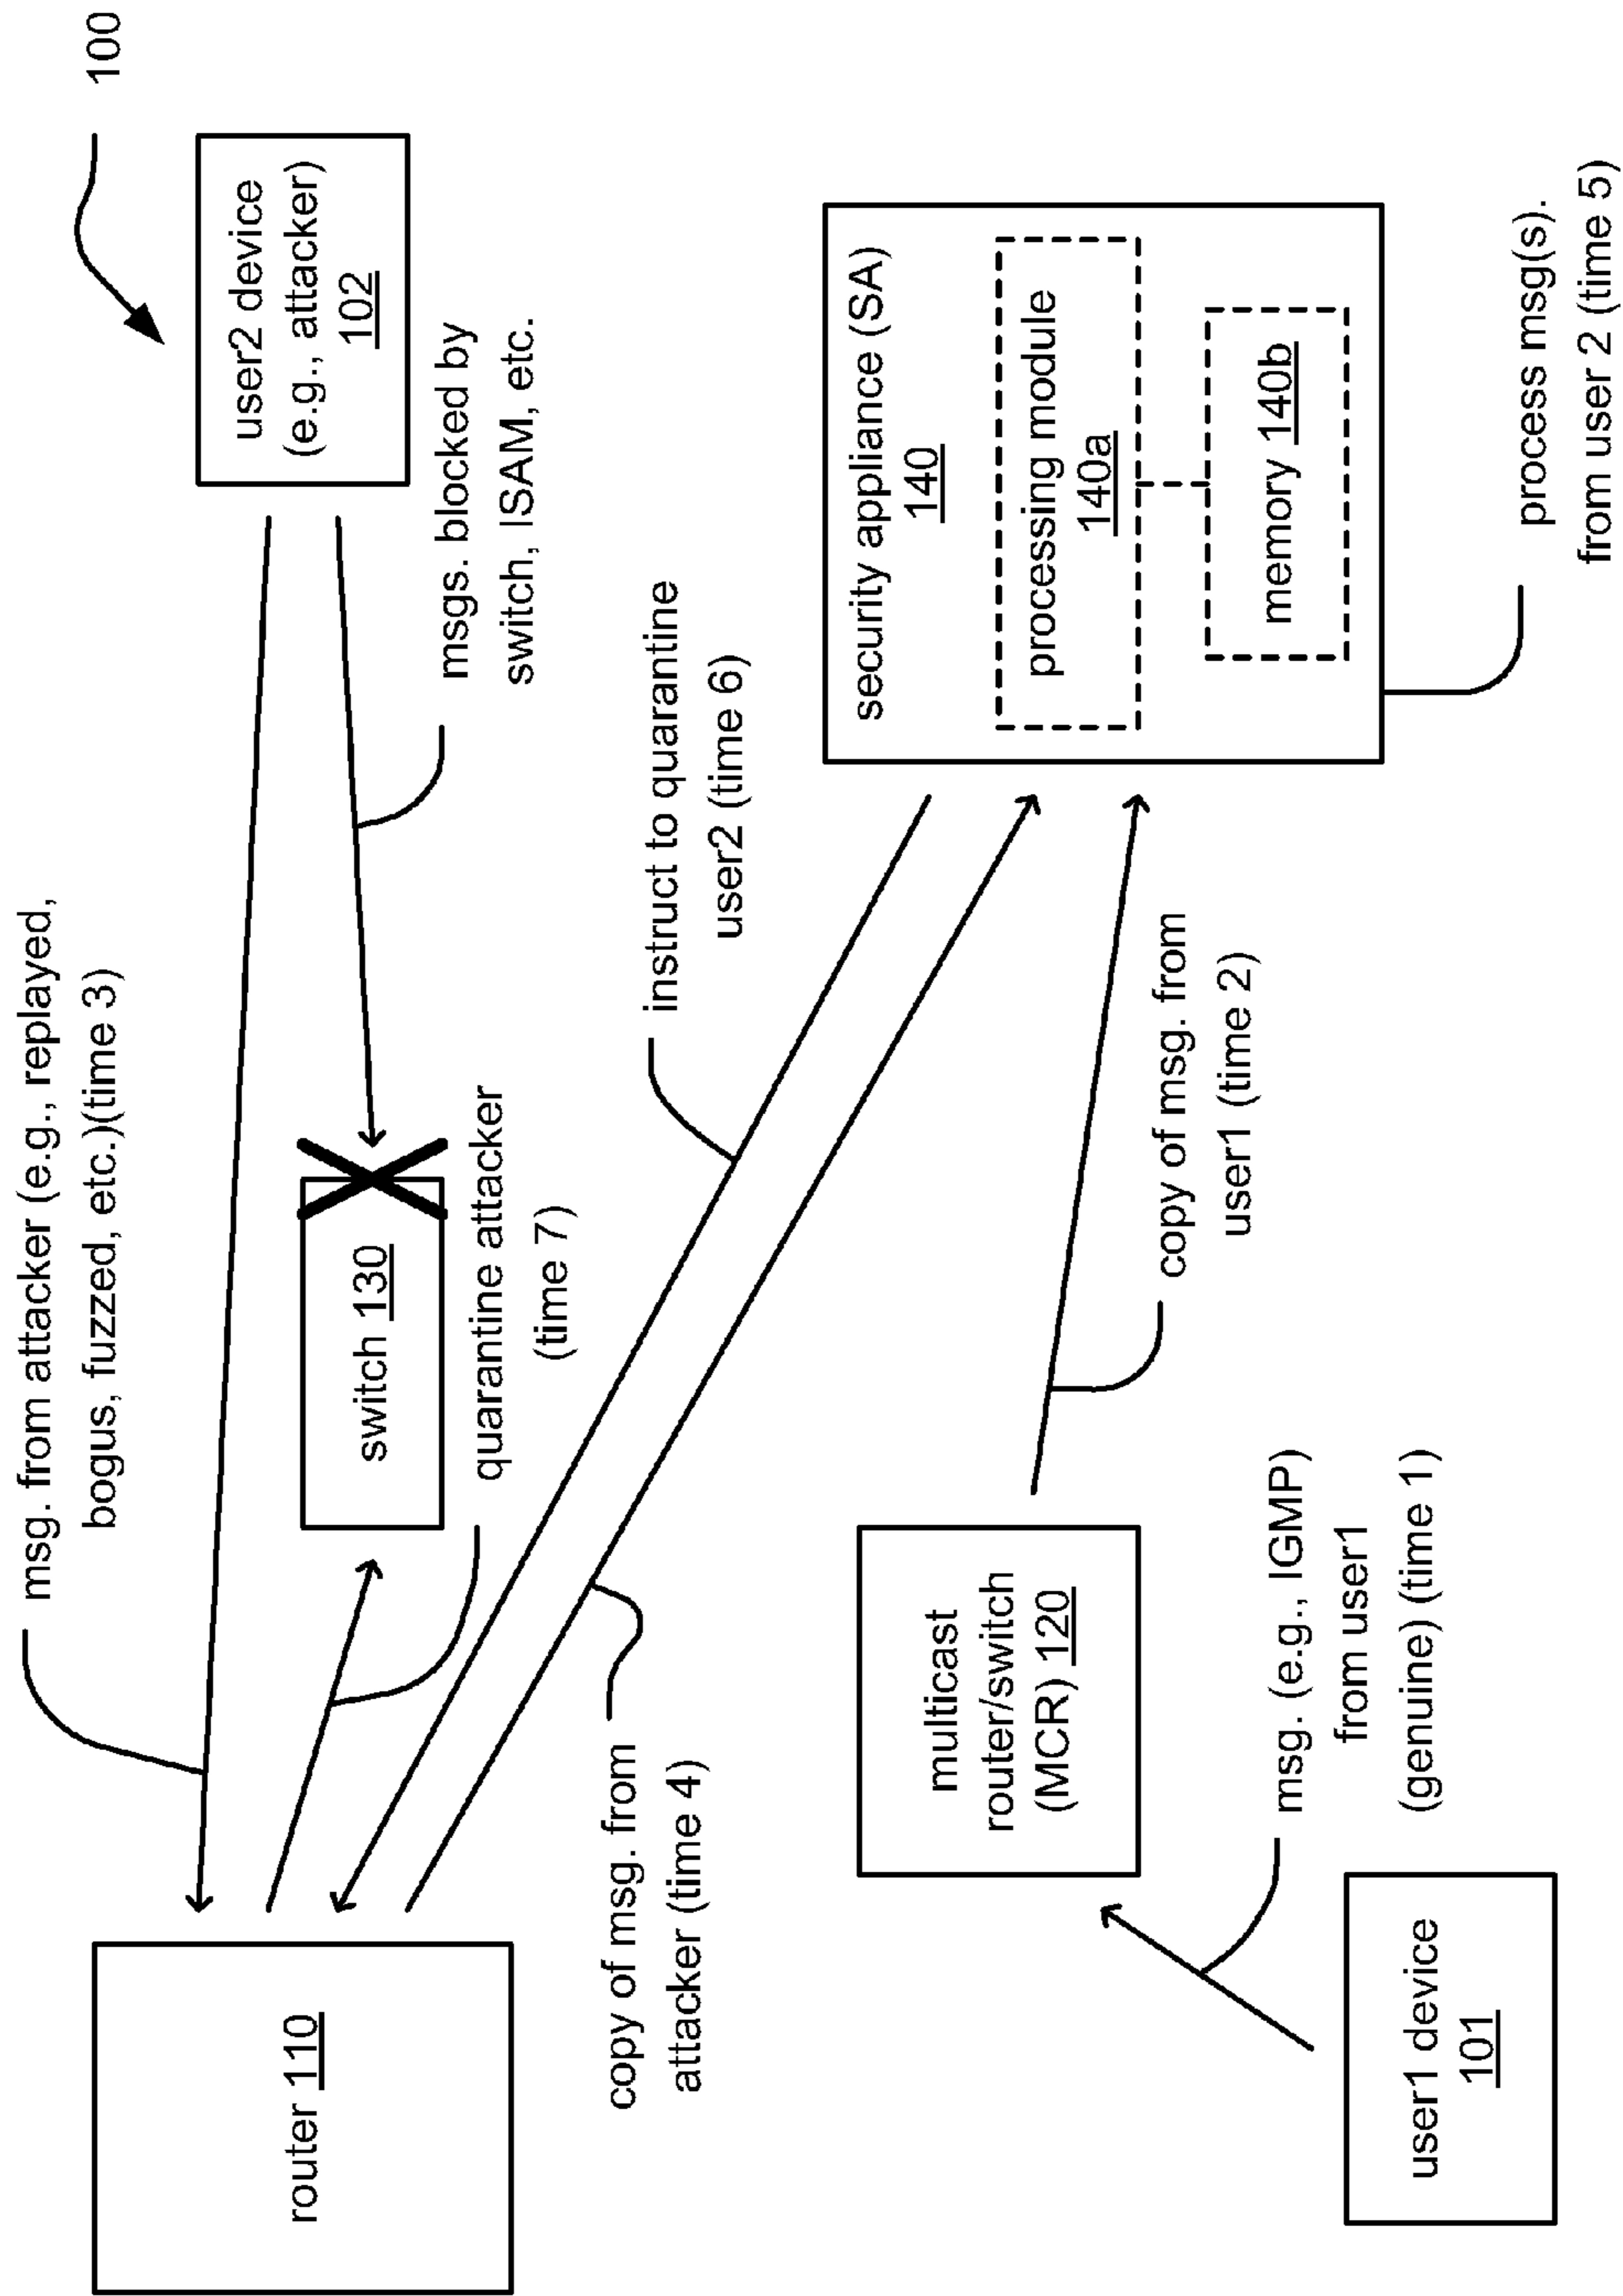 100
msg. from attacker (e.g., replayed,
bogus, fuzzed, etc.)(time 3)
user2 device
(e.g., attacker)
102
msgs. blocked by
switch, ISAM, etc.
router 110
switch 130
quarantine attacker
(time 7)
instruct to quarantine
user2 (time 6)
copy of msg. from
attacker (time 4)
security appliance (SA)
140
processing module
140a
memory 140b
process msg(s).
from user 2 (time 5)
multicast
router/switch
(MCR) 120
copy of msg. from
user1 (time 2)
msg. (e.g., IGMP)
from user1
(genuine) (time 1)
user1 device
101